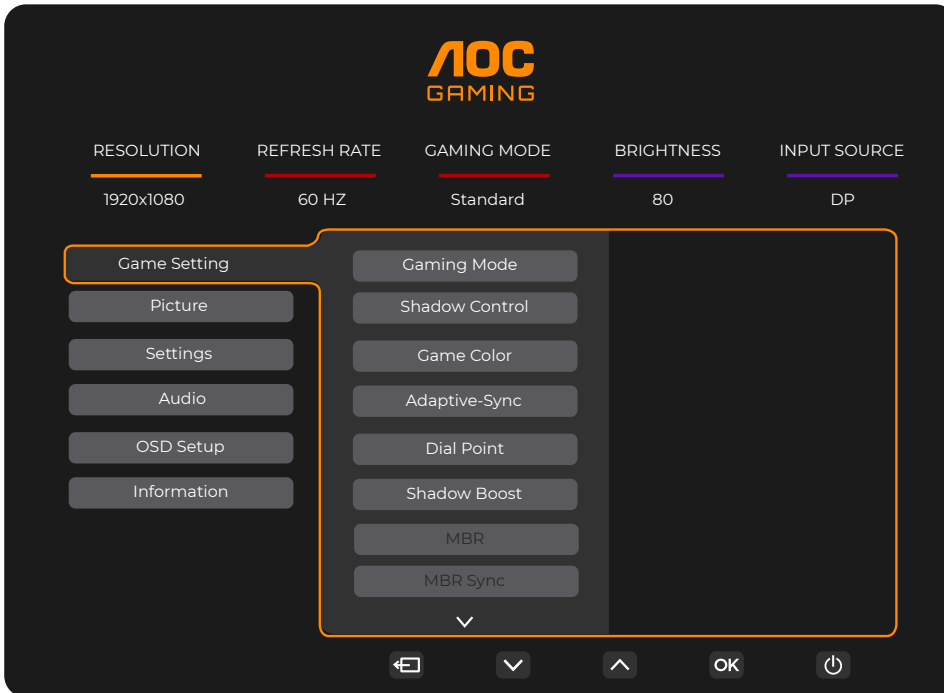 AOC
GAMING
RESOLUTION REFRESH RATE GAMING MODE BRIGHTNESS INPUT SOURCE
1920x1080 60 HZ Standard 80 DP
Game Setting
Picture
Settings
Audio
OSD Setup
Information
Gaming Mode
Shadow Control
Game Color
Adaptive-Sync
Dial Point
Shadow Boost
MBR
MBR Sync
OK